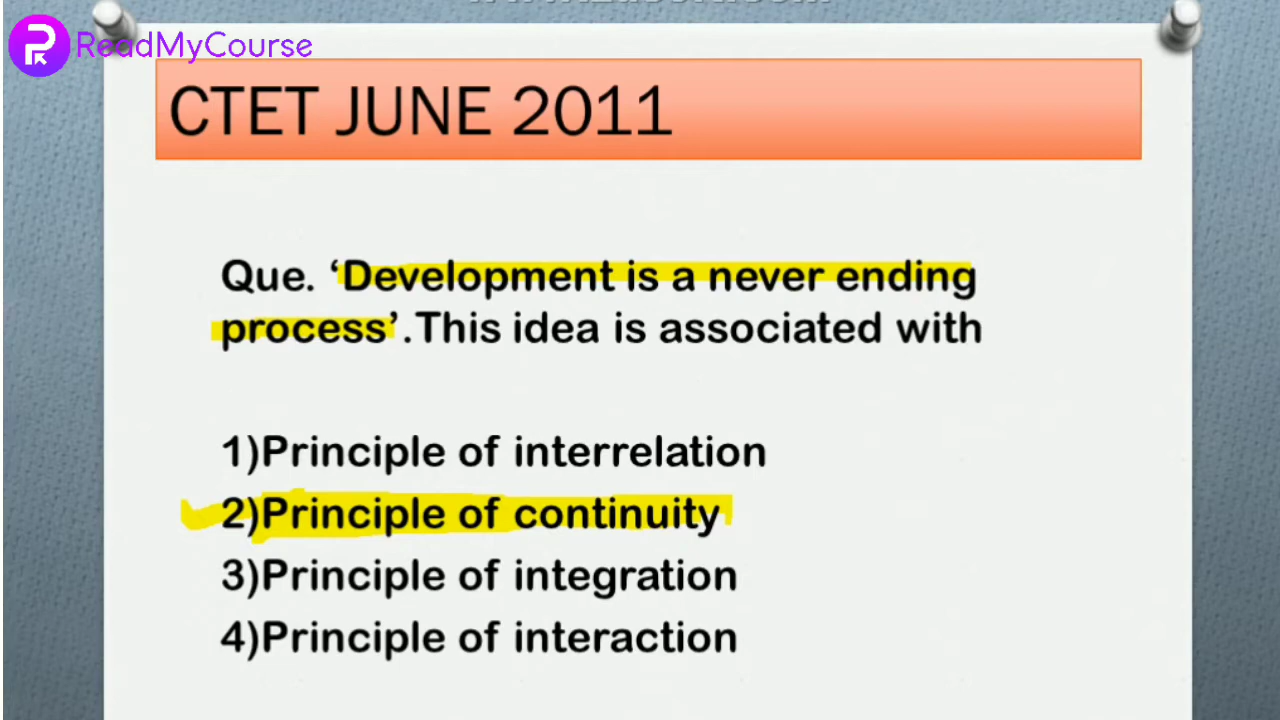 ReadMyCourse
CTET JUNE 2011
Que. ‘Development is a never ending
process’.This idea is associated with
1)Principle of interrelation
2)Principle of continuity
3)Principle of integration
4)Principle of interaction